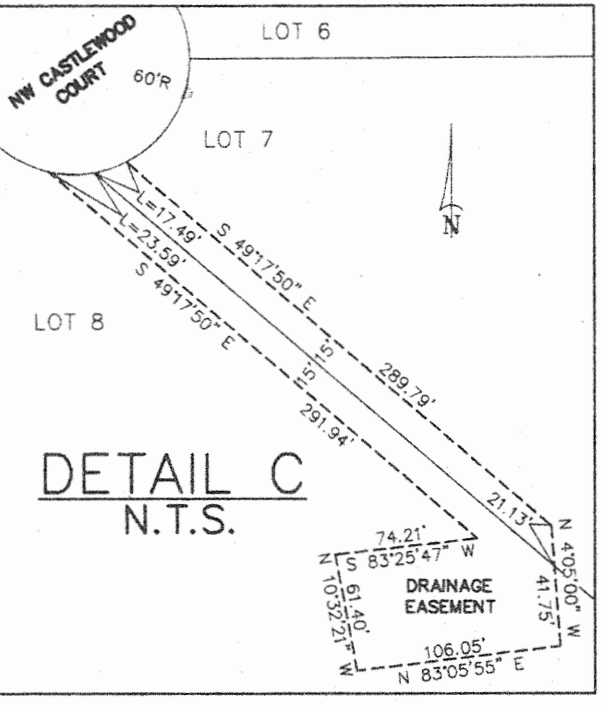 LOT 6
NW CASTLEWOOD
COURT
60'R
LOT 7
N
L=17.49'
L=23.59'
S 49°17'50" E
S 49°17'50" E
LOT 8
15'
15'
289.79'
291.94'
DETAIL C
N.T.S.
21.13'
N 4°05'00" W
41.75'
74.21'
S 83°25'47" W
N 10°32'21" W
61.40'
DRAINAGE
EASEMENT
106.05'
N 83°05'55" E